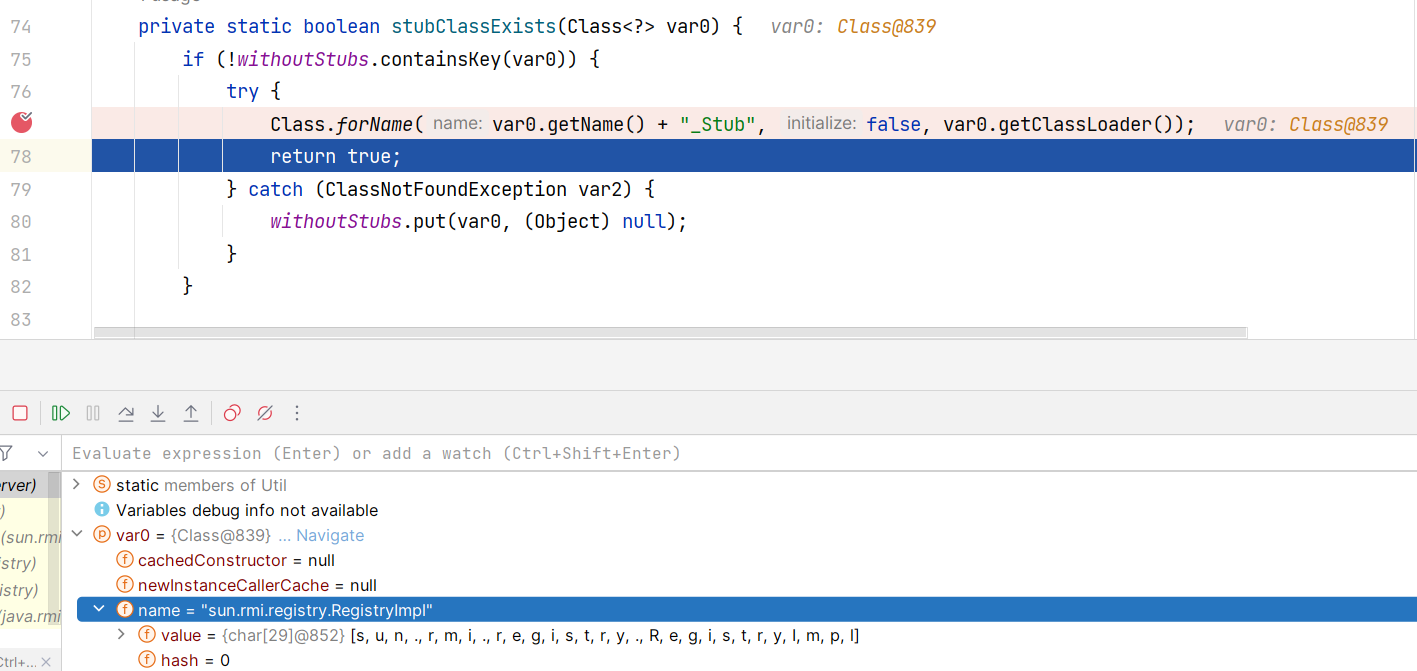 74 private static boolean stubClassExists(Class<?> var0) { var0: Class@839
75 if (!withoutStubs.containsKey(var0)) {
76 try {
Class.forName( name: var0.getName() + "_Stub", initialize: false, var0.getClassLoader()); var0: Class@839
78 return true;
79 } catch (ClassNotFoundException var2) {
80 withoutStubs.put(var0, (Object) null);
81 }
82 }
83
Evaluate expression (Enter) or add a watch (Ctrl+Shift+Enter)
erver) static members of Util
) Variables debug info not available
(sun.rmi var0 = {Class@839} ... Navigate
istry) cachedConstructor = null
istry) newInstanceCallerCache = null
(java.rmi name = "sun.rmi.registry.RegistryImpl"
value = {char[29]@852} [s, u, n, ., r, m, i, ., r, e, g, i, s, t, r, y, ., R, e, g, i, s, t, r, y, I, m, p, l]
Ctrl+... hash = 0